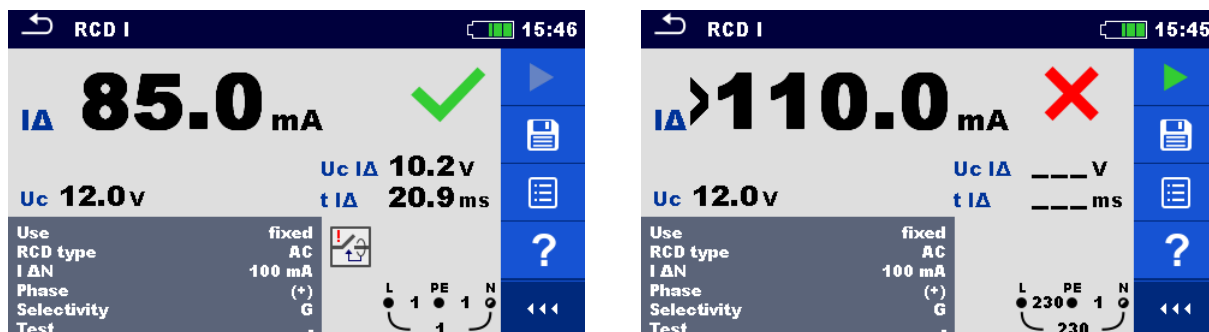 RCD I 15:46
IΔ 85.0 mA
Uc IΔ 10.2 V
Uc 12.0 V t IΔ 20.9 ms
Use fixed
RCD type AC
I ΔN 100 mA
Phase (+)
Selectivity G
Test -
?
L PE N
1 1
1
RCD I 15:45
IΔ >110.0 mA
Uc IΔ ___ V
Uc 12.0 V t IΔ ___ ms
Use fixed
RCD type AC
I ΔN 100 mA
Phase (+)
Selectivity G
Test -
?
L PE N
230 1
230